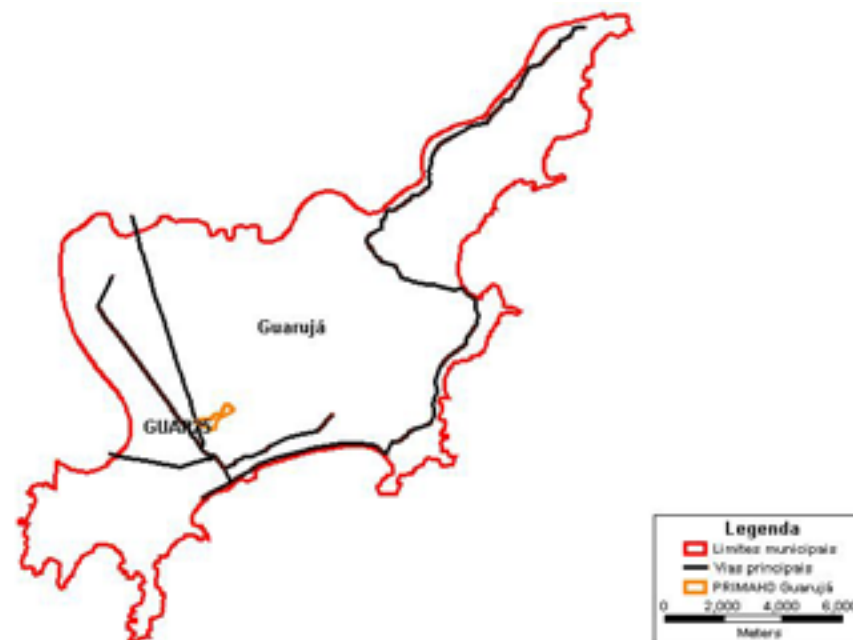 Guarujá
Legenda
Limites municipais
Vias principais
PRIMAHD Guarujá
0 2,000 4,000 6,000
Meters